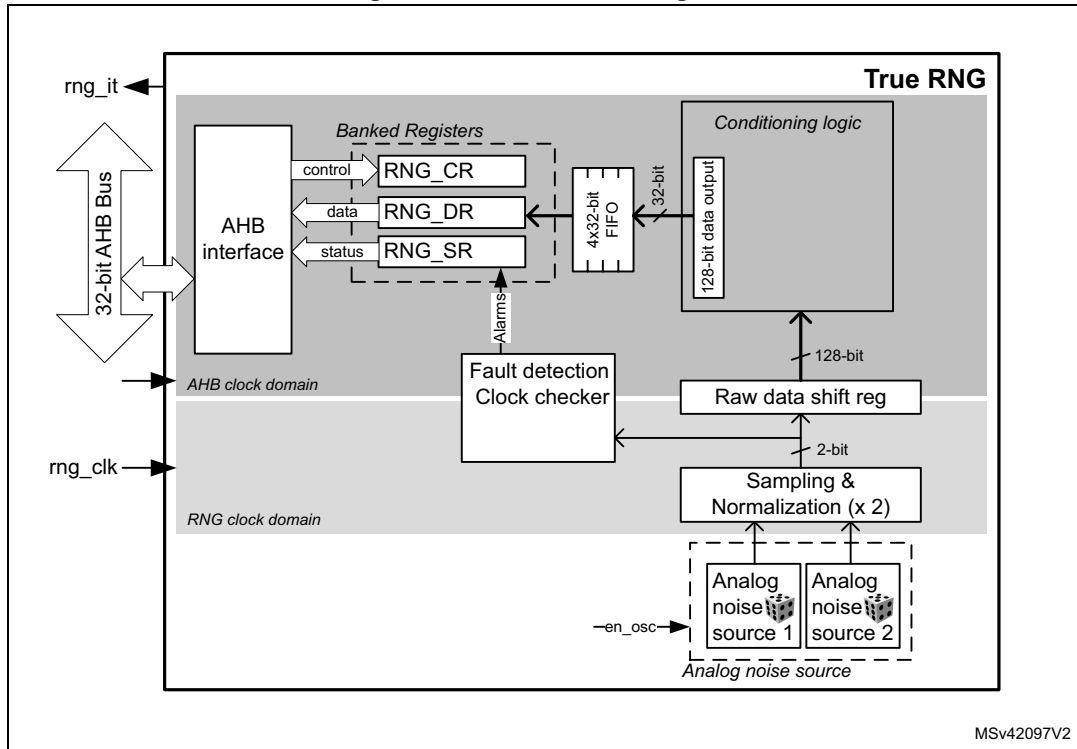 True RNG
rng_it
Banked Registers
Conditioning logic
control
RNG_CR
data
RNG_DR
status
RNG_SR
AHB
interface
32-bit AHB Bus
4x32-bit
FIFO
32-bit
128-bit data output
Alarms
AHB clock domain
Fault detection
Clock checker
128-bit
Raw data shift reg
2-bit
rng_clk
Sampling &
Normalization (x 2)
RNG clock domain
Analog
noise
source 1
Analog
noise
source 2
en_osc
Analog noise source
MSv42097V2